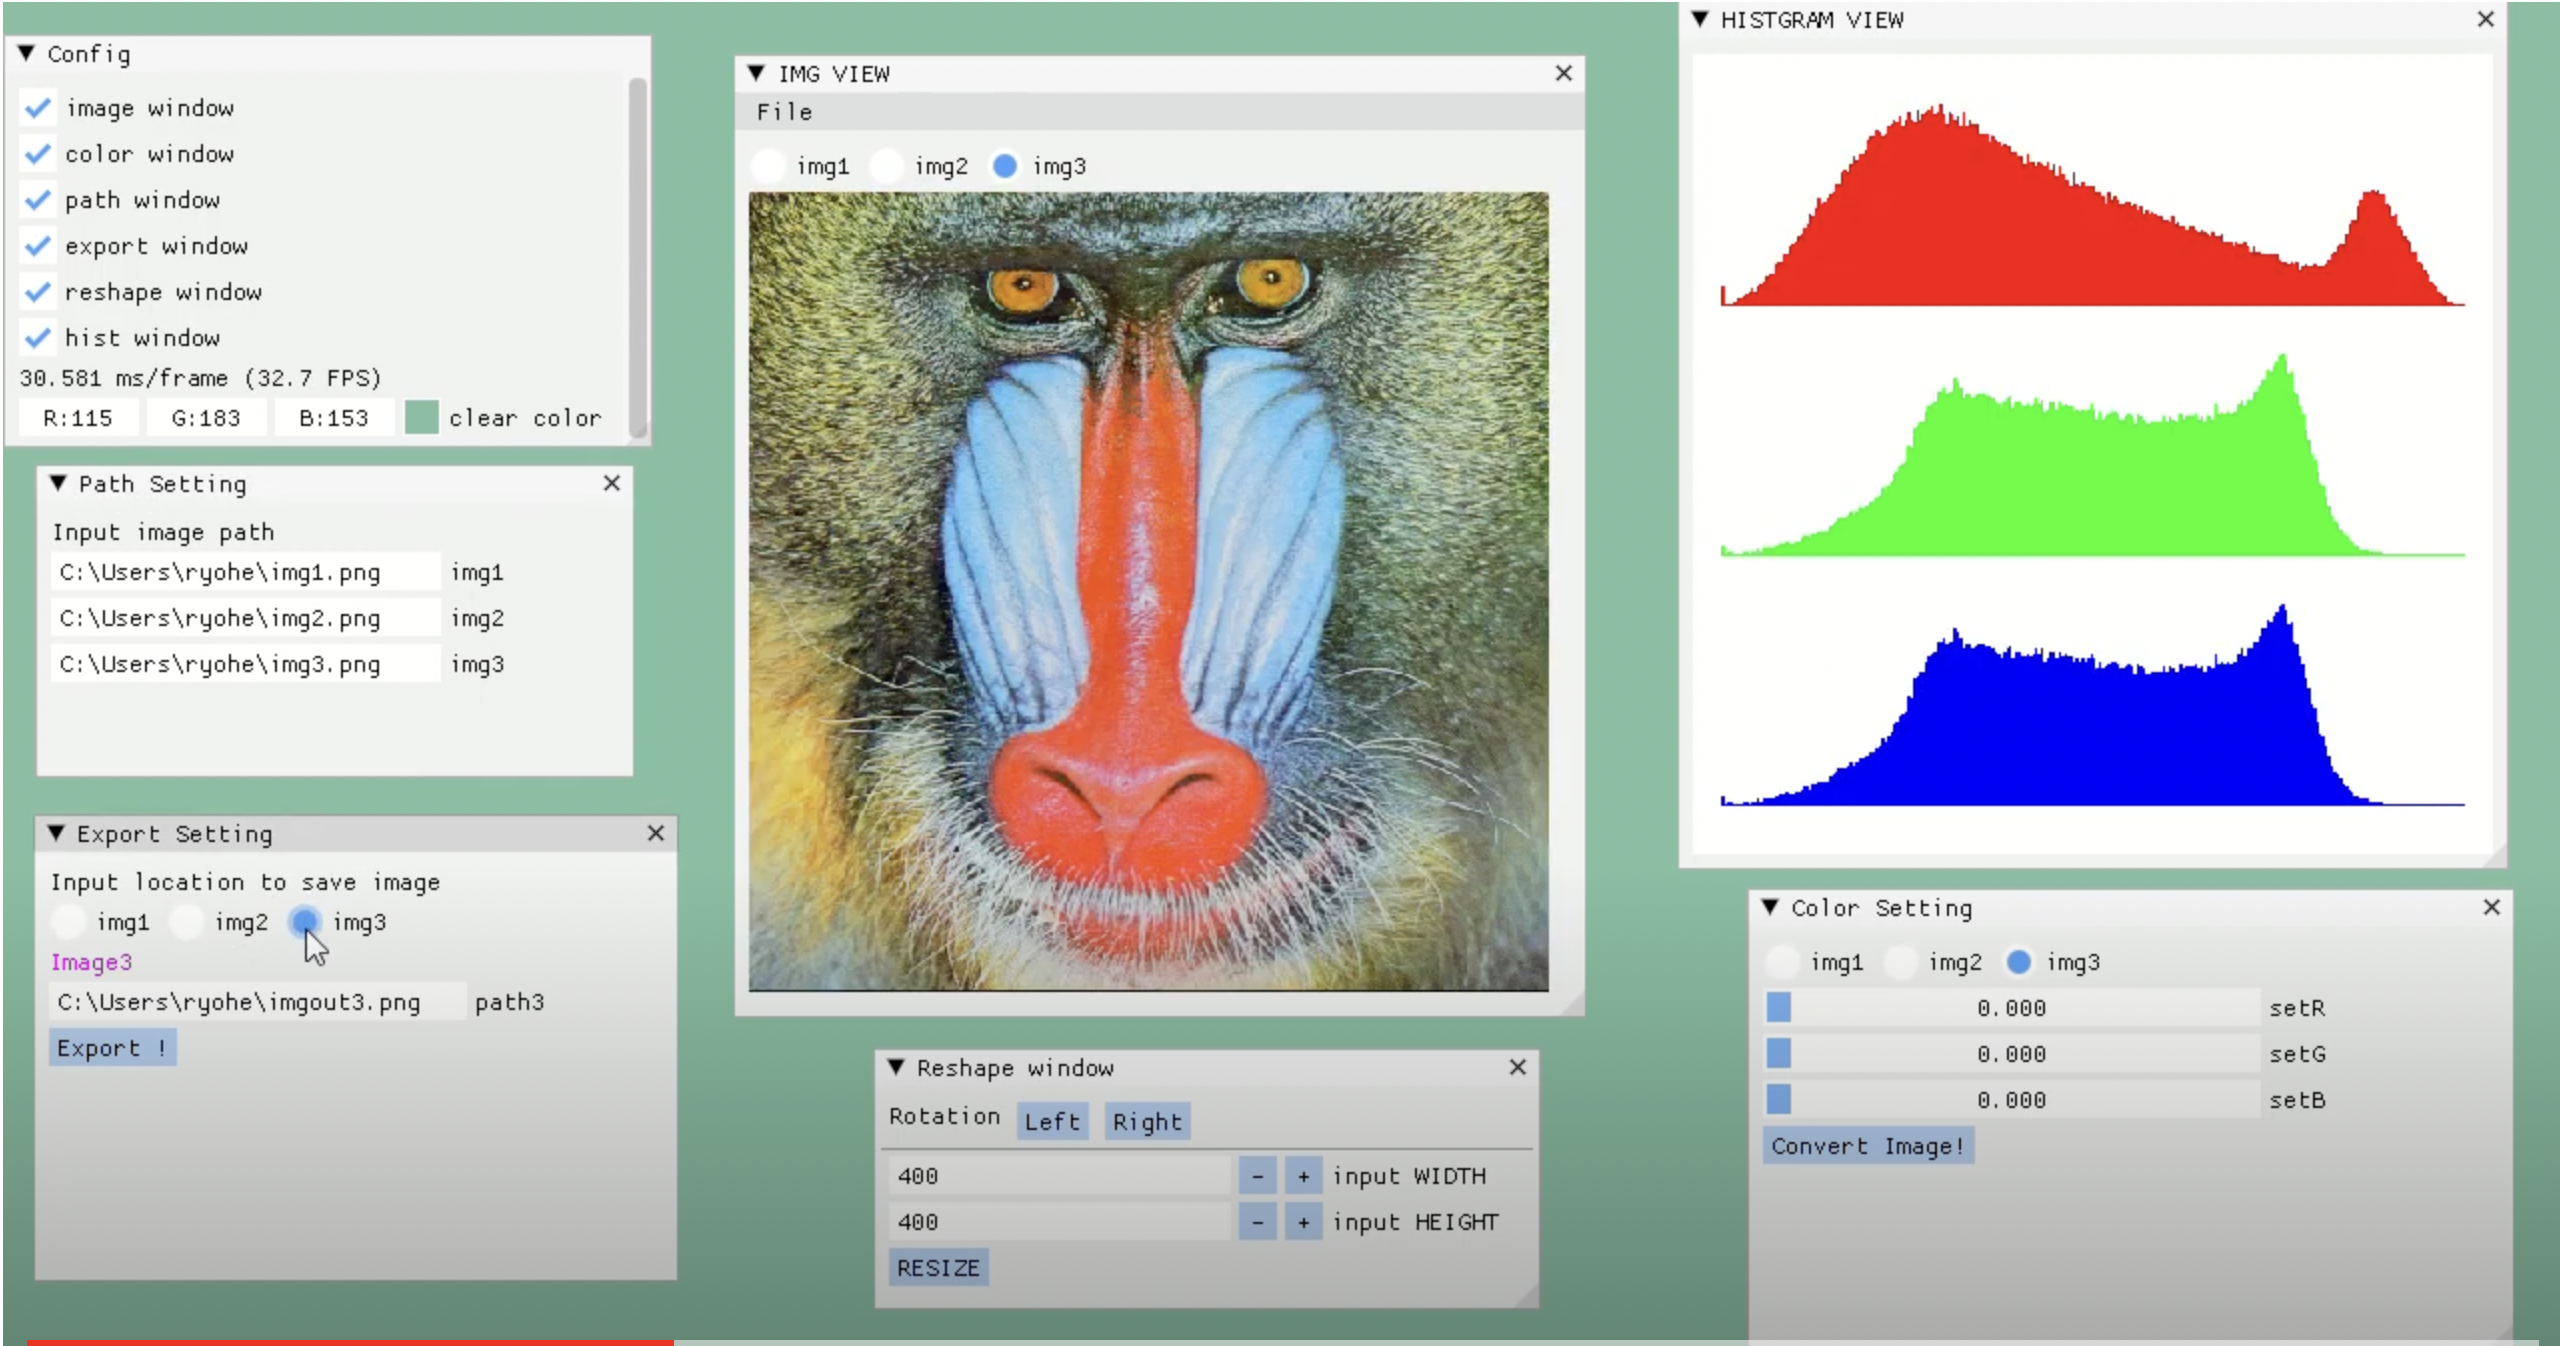 Config
image window
color window
path window
export window
reshape window
hist window
30.581 ms/frame (32.7 FPS)
R:115 G:183 B:153 clear color
Path Setting
Input image path
C:\Users\ryohe\img1.png img1
C:\Users\ryohe\img2.png img2
C:\Users\ryohe\img3.png img3
Export Setting
Input location to save image
img1 img2 img3
Image3
C:\Users\ryohe\imgout3.png path3
Export !
IMG VIEW
File
img1 img2 img3
Reshape window
Rotation Left Right
400 - + input WIDTH
400 - + input HEIGHT
RESIZE
HISTGRAM VIEW
Color Setting
img1 img2 img3
0.000 setR
0.000 setG
0.000 setB
Convert Image!